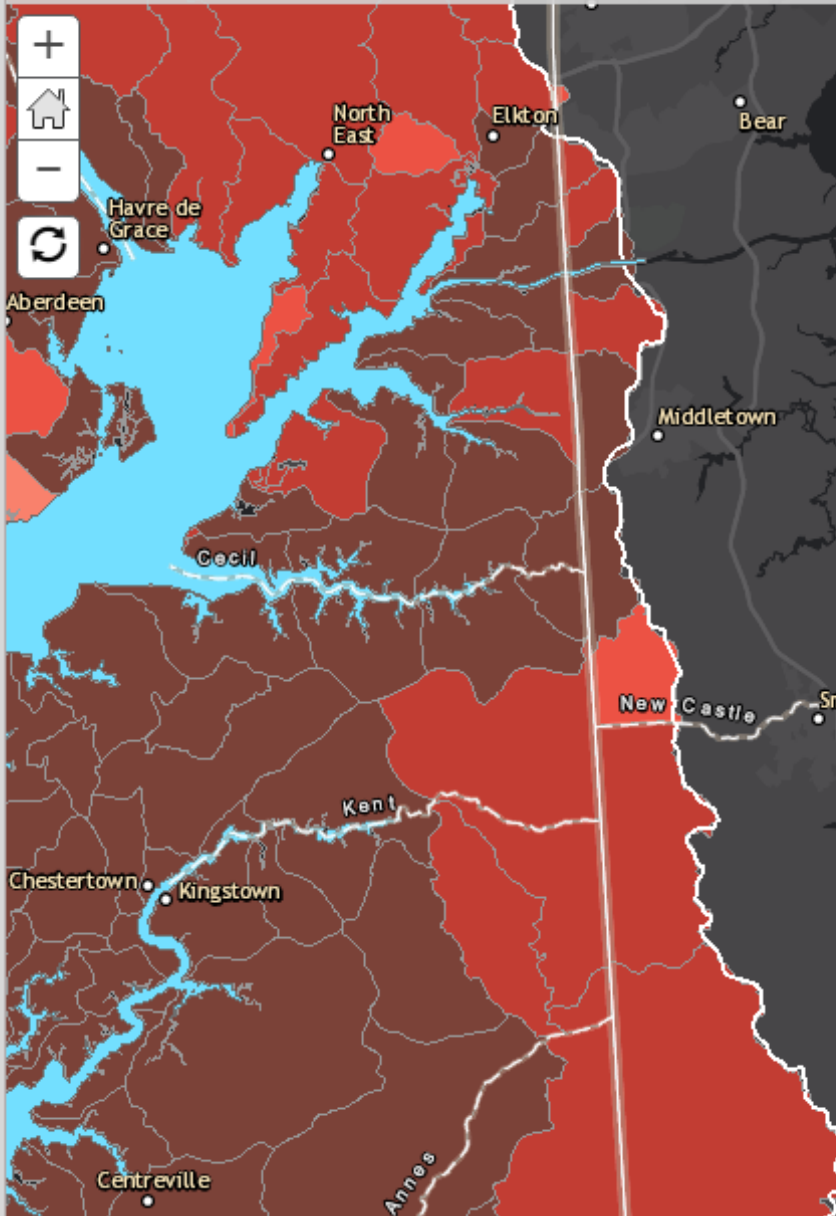 +
North
East
Elkton
Bear
−
Havre de
Grace
Aberdeen
Middletown
Cecil
New Castle
Kent
Chestertown
Kingstown
Annes
Centreville